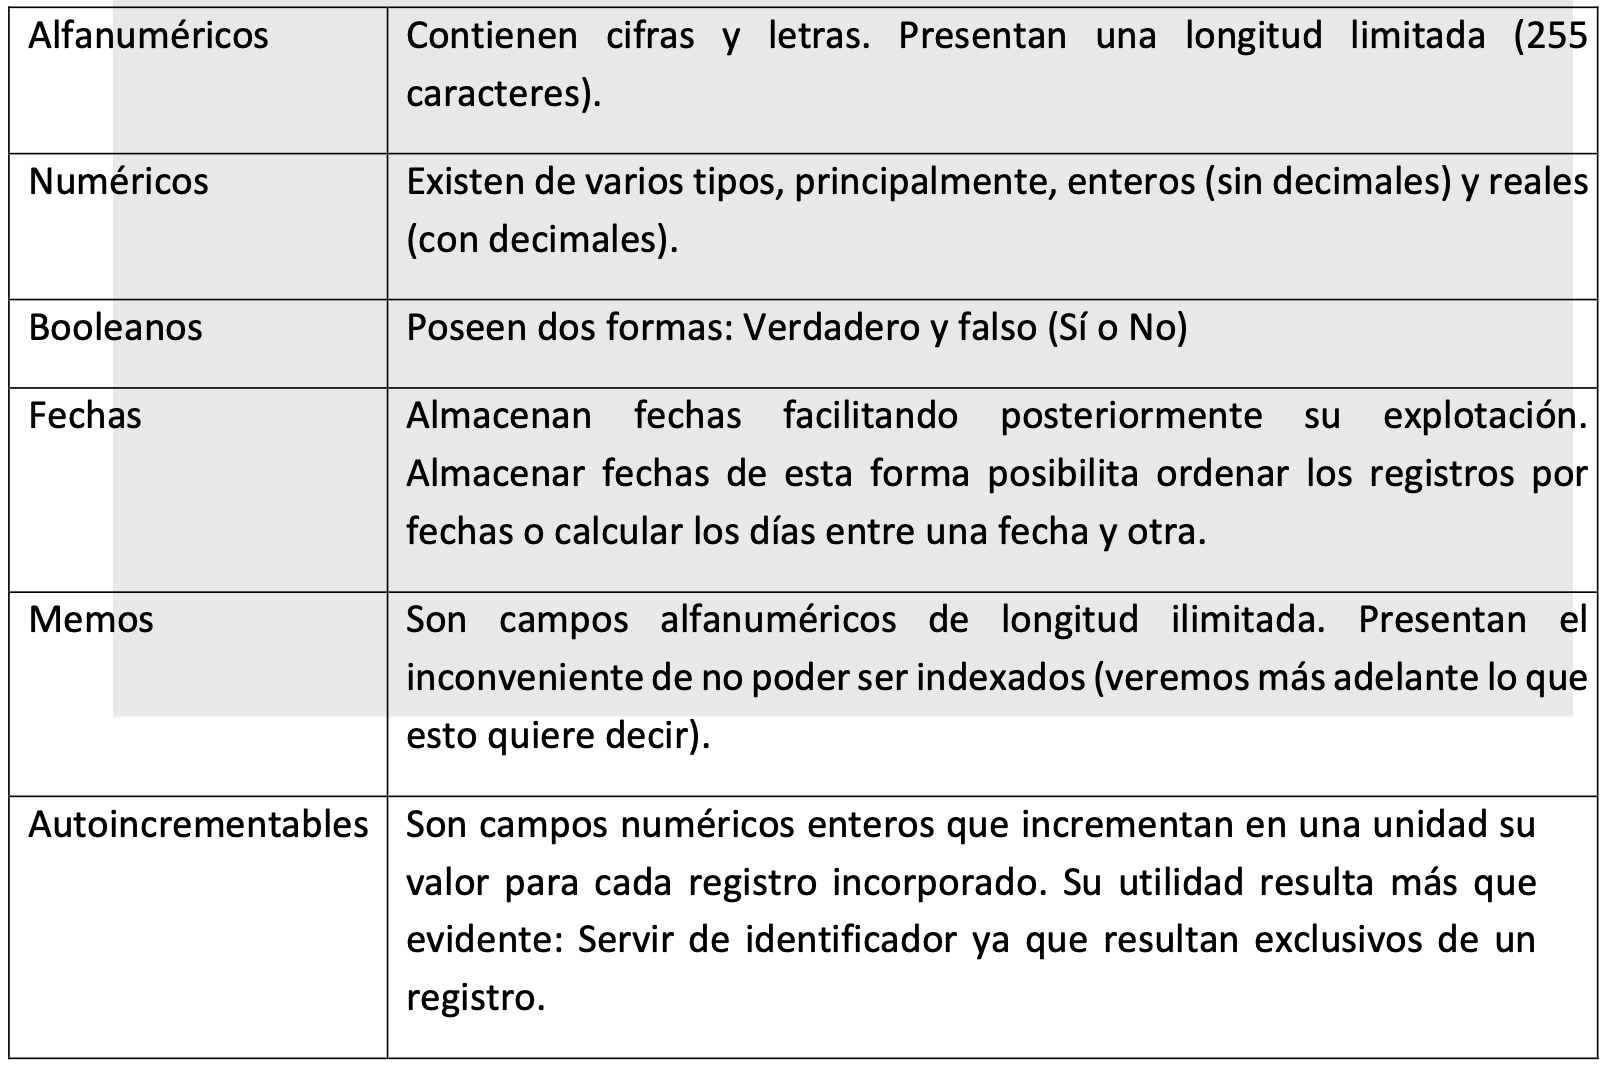 Alfanuméricos
Contienen cifras y letras. Presentan una longitud limitada (255
caracteres).
Numéricos
Existen de varios tipos, principalmente, enteros (sin decimales) y reales
(con decimales).
Booleanos
Poseen dos formas: Verdadero y falso (Sí o No)
Fechas
Almacenan fechas facilitando posteriormente su explotación.
Almacenar fechas de esta forma posibilita ordenar los registros por
fechas o calcular los días entre una fecha y otra.
Memos
Son campos alfanuméricos de longitud ilimitada. Presentan el
inconveniente de no poder ser indexados (veremos más adelante lo que
esto quiere decir).
Autoincrementables
Son campos numéricos enteros que incrementan en una unidad su
valor para cada registro incorporado. Su utilidad resulta más que
evidente: Servir de identificador ya que resultan exclusivos de un
registro.